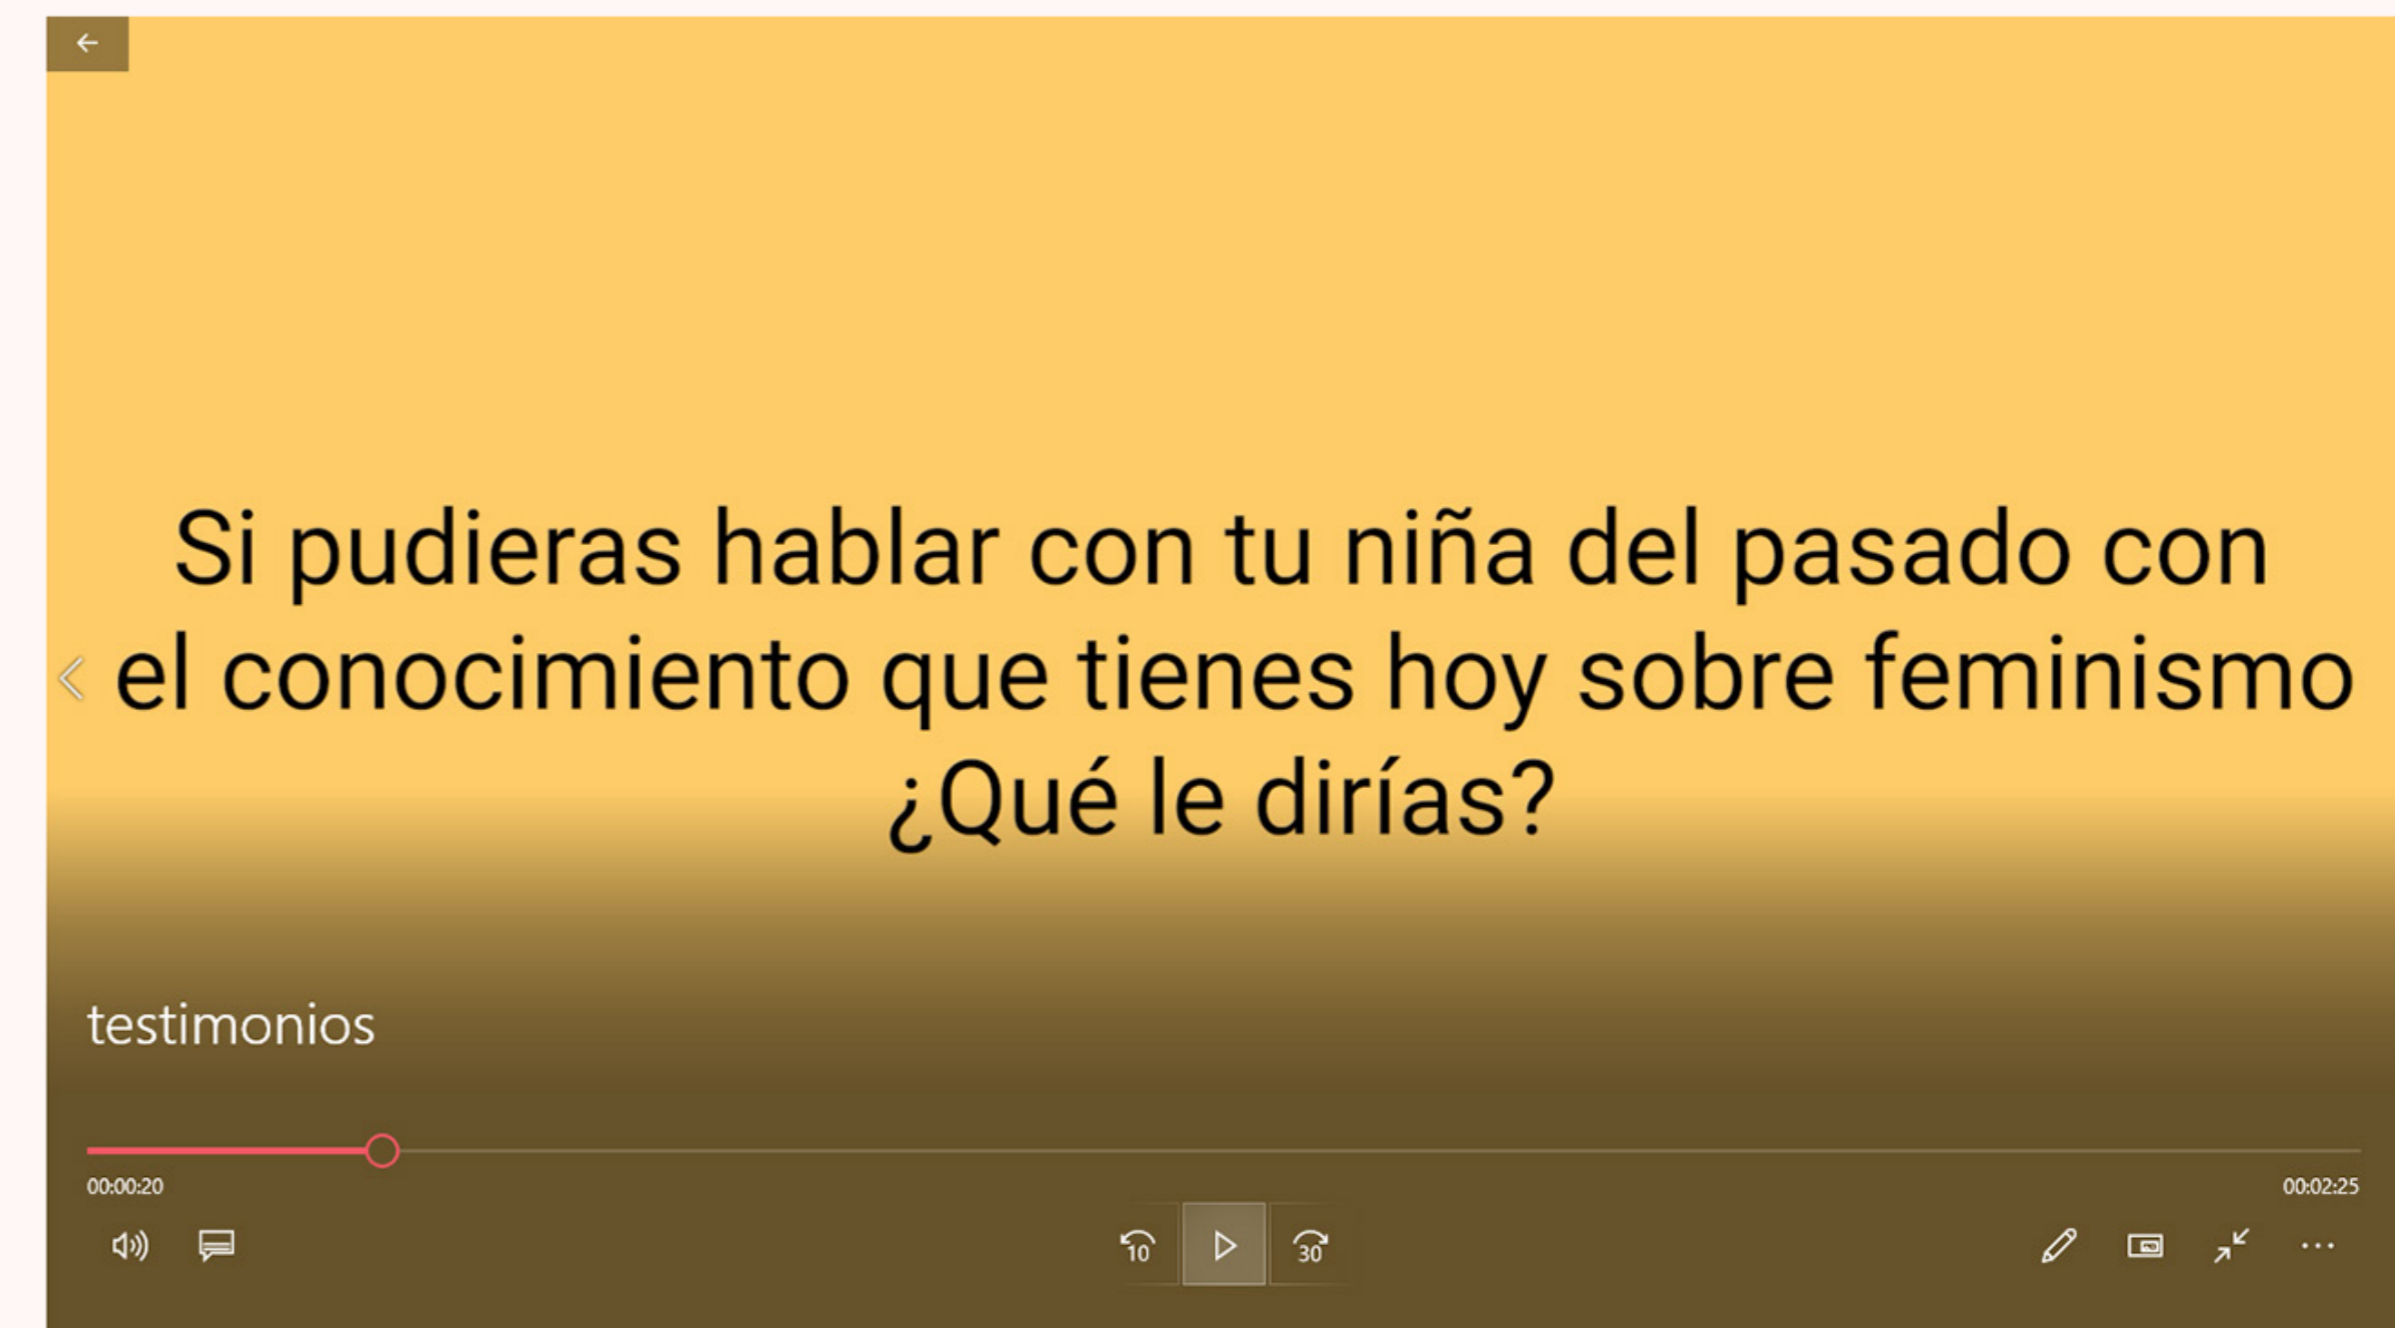 Si pudieras hablar con tu niña del pasado con
el conocimiento que tienes hoy sobre feminismo
¿Qué le dirías?
testimonios
00:00:20
00:02:25
10
30